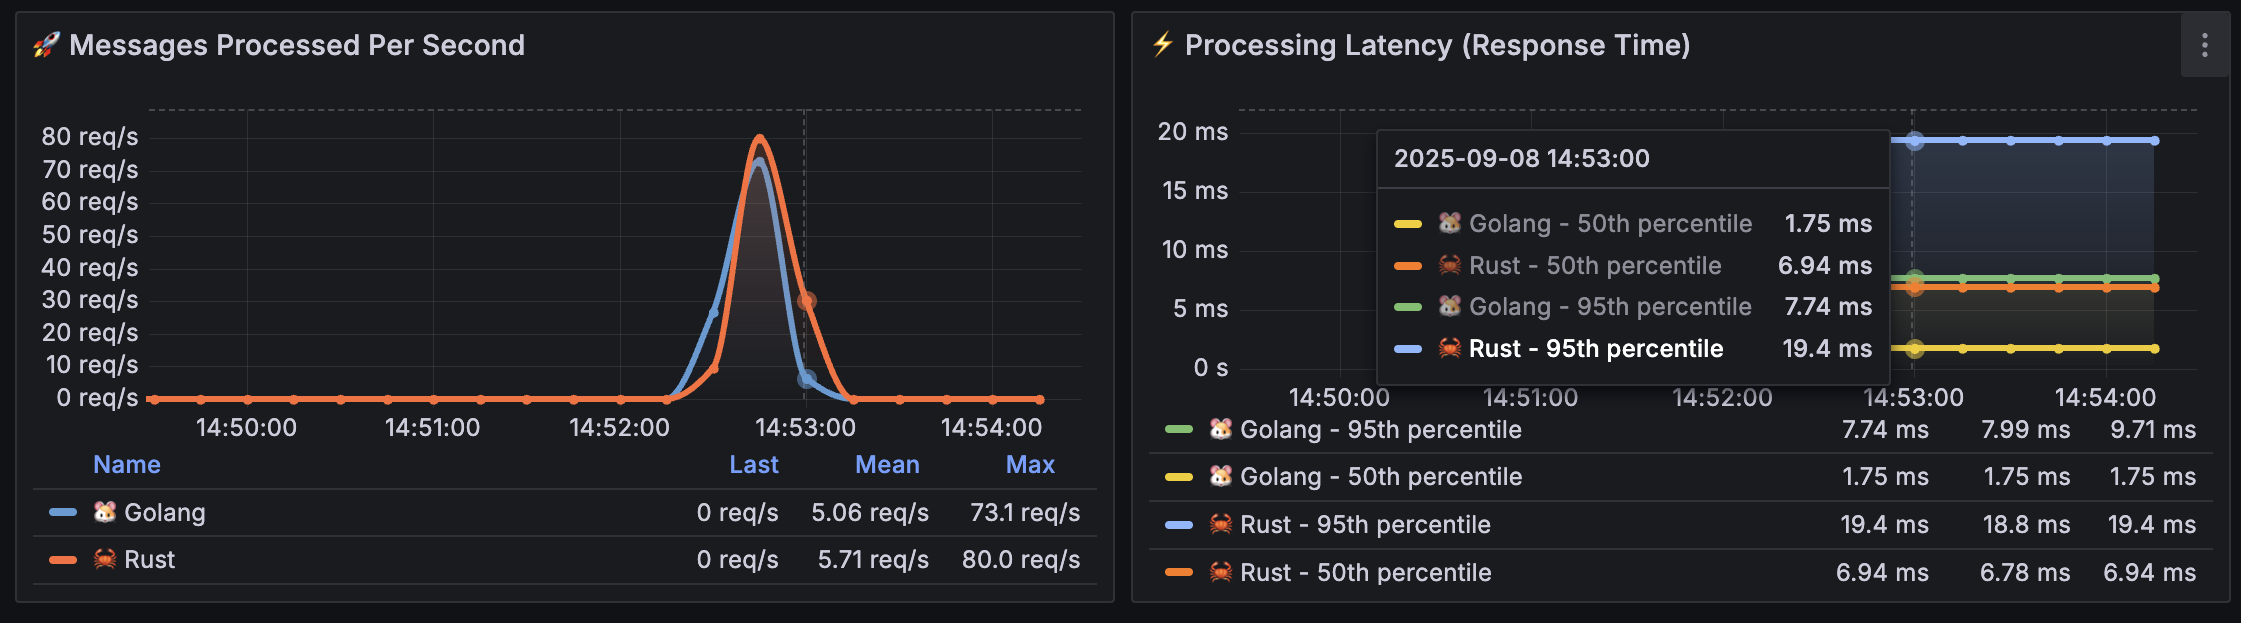 🚀 Messages Processed Per Second
80 req/s
70 req/s
60 req/s
50 req/s
40 req/s
30 req/s
20 req/s
10 req/s
0 req/s
14:50:00 14:51:00 14:52:00 14:53:00 14:54:00
Name Last Mean Max
🐹 Golang 0 req/s 5.06 req/s 73.1 req/s
🦀 Rust 0 req/s 5.71 req/s 80.0 req/s
⚡ Processing Latency (Response Time)
20 ms
15 ms
10 ms
5 ms
0 s
2025-09-08 14:53:00
🐹 Golang - 50th percentile 1.75 ms
🦀 Rust - 50th percentile 6.94 ms
🐹 Golang - 95th percentile 7.74 ms
🦀 Rust - 95th percentile 19.4 ms
14:50:00 14:51:00 14:52:00 14:53:00 14:54:00
🐹 Golang - 95th percentile 7.74 ms 7.99 ms 9.71 ms
🐹 Golang - 50th percentile 1.75 ms 1.75 ms 1.75 ms
🦀 Rust - 95th percentile 19.4 ms 18.8 ms 19.4 ms
🦀 Rust - 50th percentile 6.94 ms 6.78 ms 6.94 ms